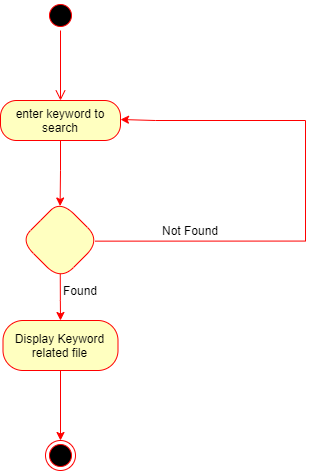 enter keyword to
search
Not Found
Found
Display Keyword
related file